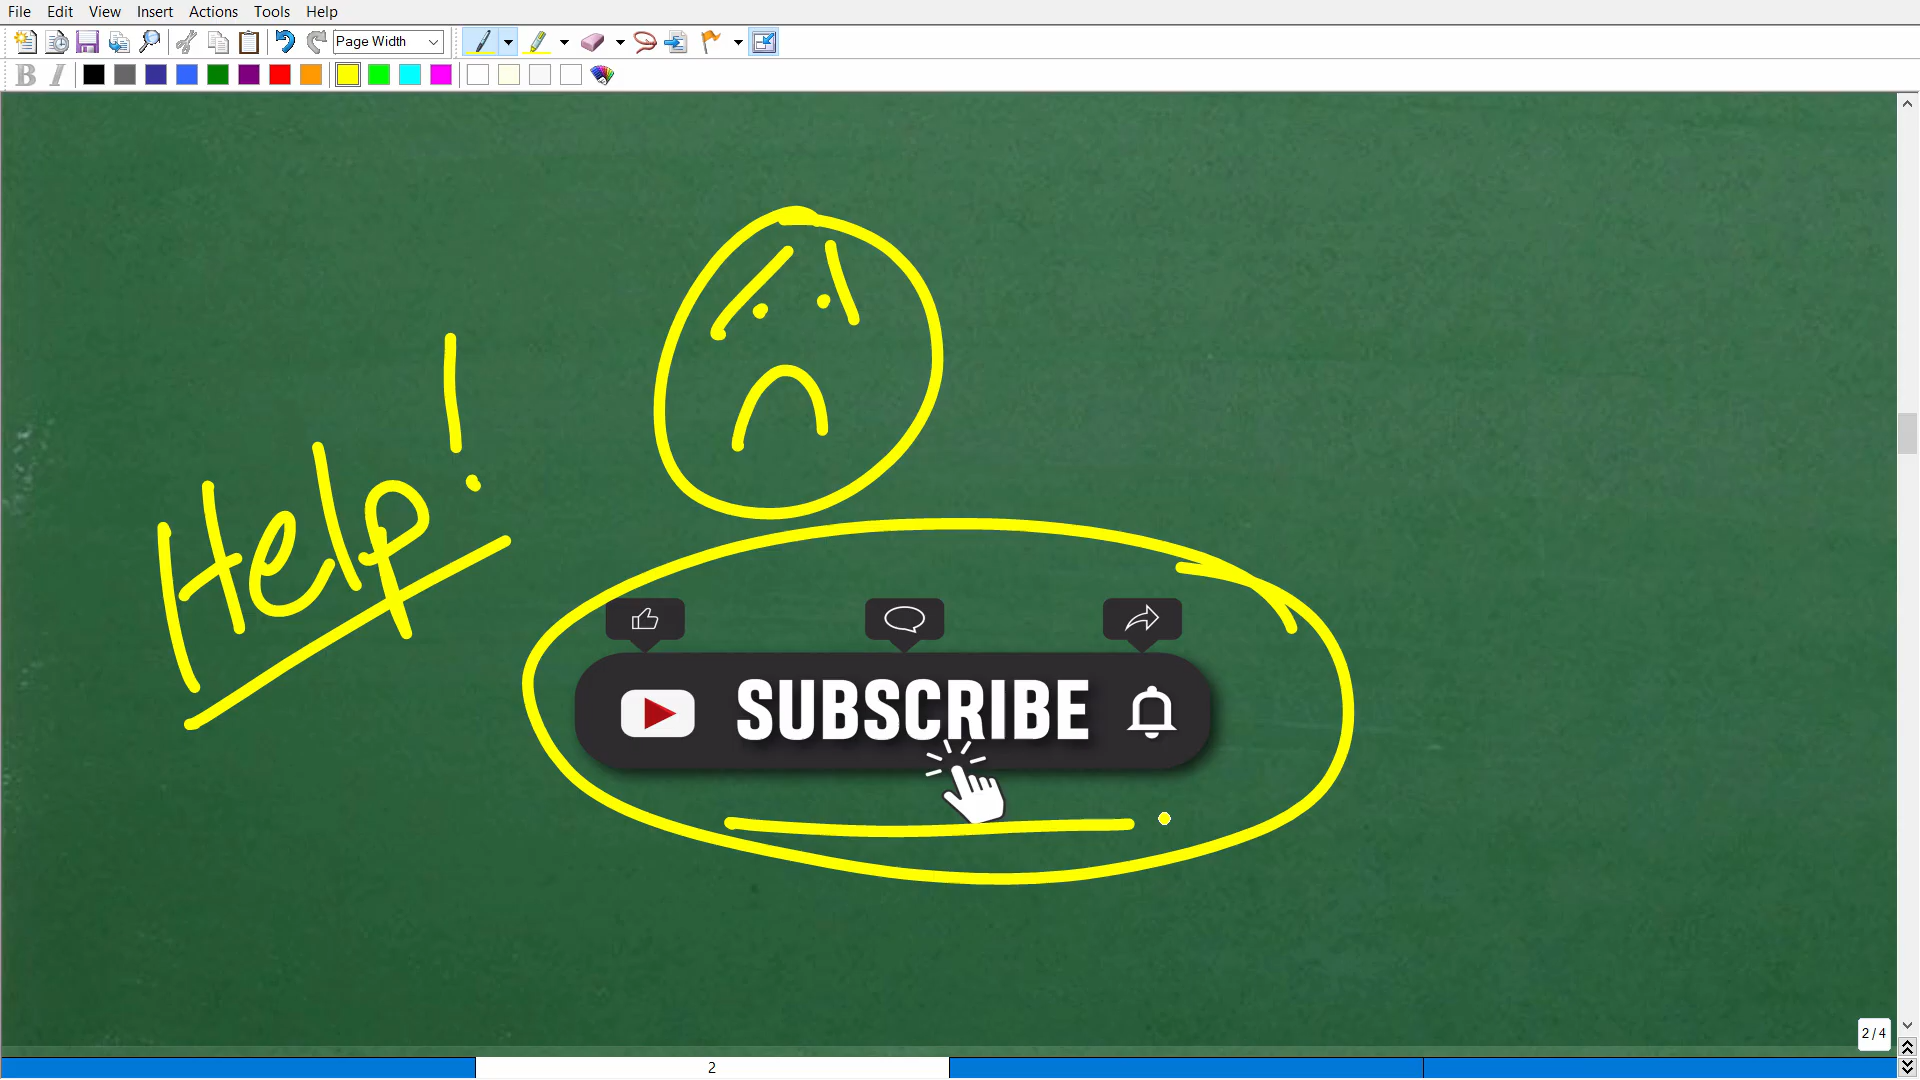 File Edit View Insert Actions Tools Help
Page Width
B I
Help!
SUBSCRIBE
2 / 4
2